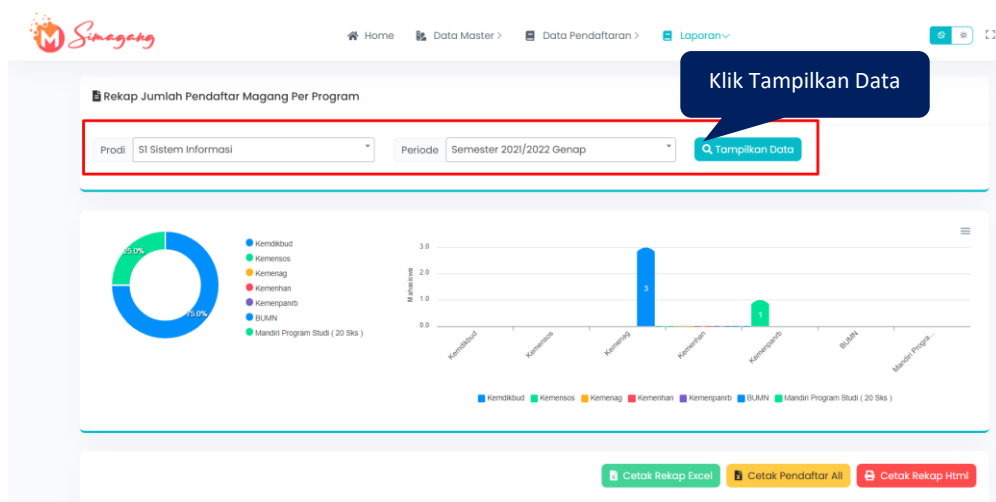 Simagang
Home
Data Master >
Data Pendaftaran >
Laporan
Klik Tampilkan Data
Rekap Jumlah Pendaftar Magang Per Program
Prodi
S1 Sistem Informasi
Periode
Semester 2021/2022 Genap
Tampilkan Data
25.0%
75.0%
Kemdikbud
Kemensos
Kemenag
Kemenhan
Kemenpanrb
BUMN
Mandiri Program Studi ( 20 Sks )
Mahasiswa
3.0
2.0
1.0
0.0
3
1
Kemdikbud
Kemensos
Kemenag
Kemenhan
Kemenpanrb
BUMN
Mandiri Progra...
Kemdikbud Kemensos Kemenag Kemenhan Kemenpanrb BUMN Mandiri Program Studi ( 20 Sks )
Cetak Rekap Excel
Cetak Pendaftar All
Cetak Rekap Html